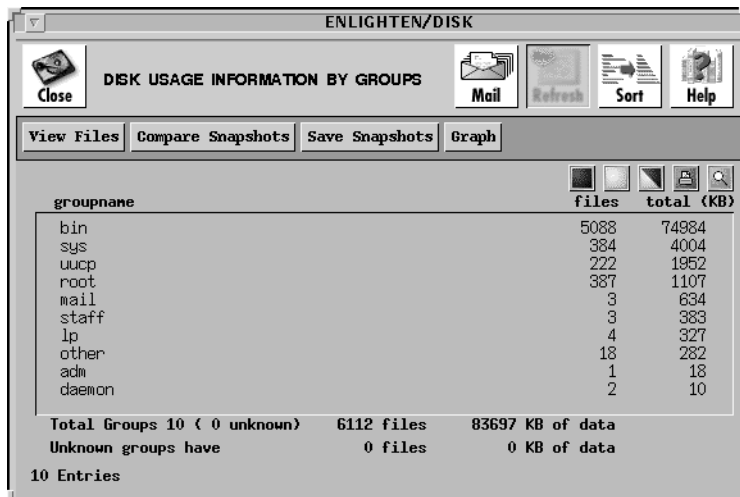 ENLIGHTEN/DISK
Close
DISK USAGE INFORMATION BY GROUPS
Mail
Refresh
Sort
Help
View Files
Compare Snapshots
Save Snapshots
Graph
groupname files total (KB)
bin 5088 74984
sys 384 4004
uucp 222 1952
root 387 1107
mail 3 634
staff 3 383
lp 4 327
other 18 282
adm 1 18
daemon 2 10
Total Groups 10 ( 0 unknown) 6112 files 83697 KB of data
Unknown groups have 0 files 0 KB of data
10 Entries